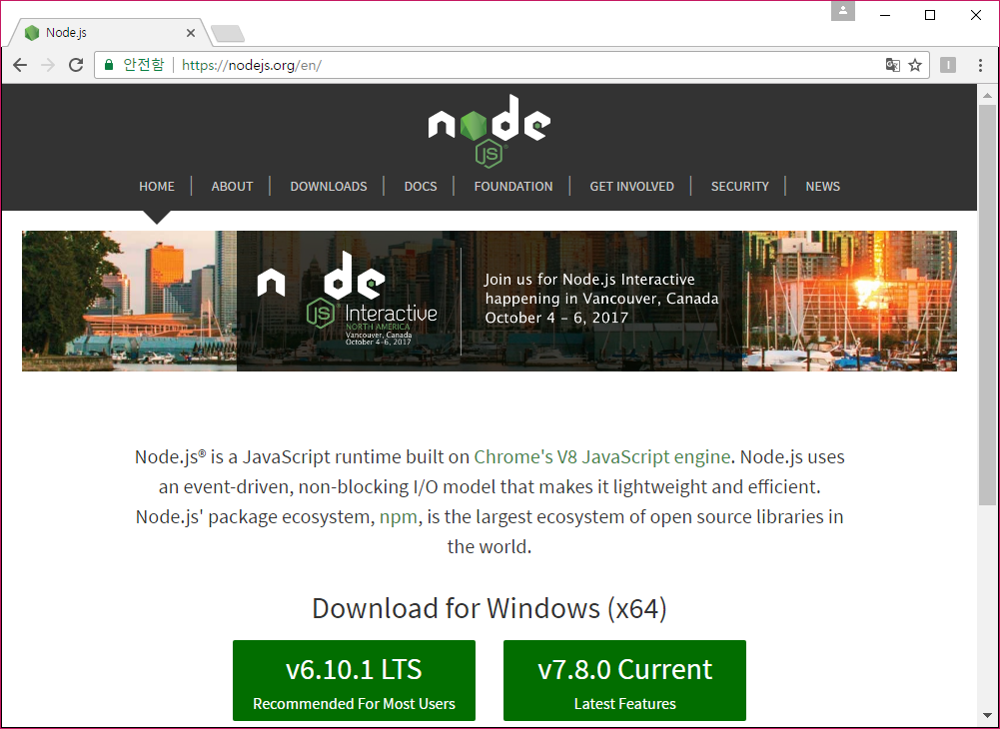 Node.js
안전함 https://nodejs.org/en/
node
JS
HOME ABOUT DOWNLOADS DOCS FOUNDATION GET INVOLVED SECURITY NEWS
n de
JS Interactive
NORTH AMERICA
Vancouver, Canada
October 4-6, 2017
Join us for Node.js Interactive
happening in Vancouver, Canada
October 4 – 6, 2017
Node.js® is a JavaScript runtime built on Chrome's V8 JavaScript engine. Node.js uses
an event-driven, non-blocking I/O model that makes it lightweight and efficient.
Node.js' package ecosystem, npm, is the largest ecosystem of open source libraries in
the world.
Download for Windows (x64)
v6.10.1 LTS
Recommended For Most Users
v7.8.0 Current
Latest Features